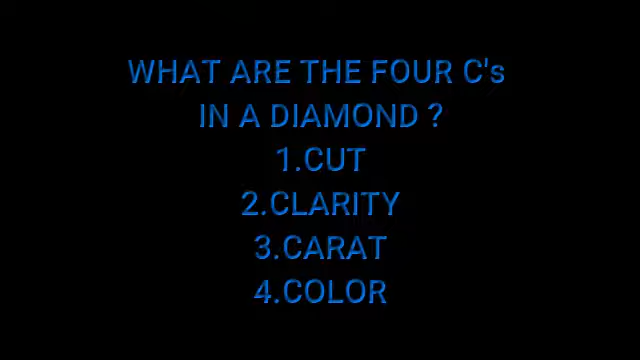 WHAT ARE THE FOUR C's
IN A DIAMOND ?
1.CUT
2.CLARITY
3.CARAT
4.COLOR